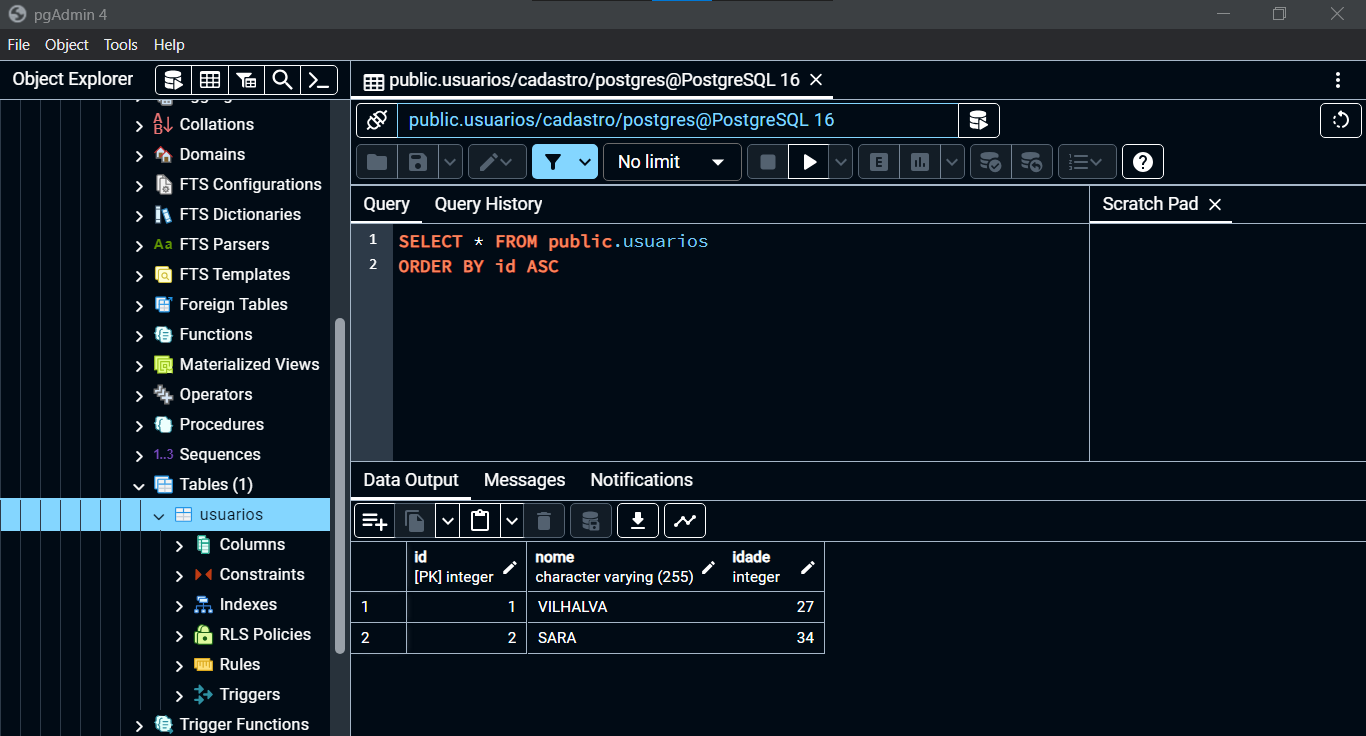 pgAdmin 4
File Object Tools Help
Object Explorer
public.usuarios/cadastro/postgres@PostgreSQL 16
public.usuarios/cadastro/postgres@PostgreSQL 16
No limit
E
Query Query History
Scratch Pad
1 SELECT * FROM public.usuarios
2 ORDER BY id ASC
Collations
Domains
FTS Configurations
FTS Dictionaries
Aa FTS Parsers
FTS Templates
Foreign Tables
Functions
Materialized Views
Operators
Procedures
1..3 Sequences
Tables (1)
usuarios
Columns
Constraints
Indexes
RLS Policies
Rules
Triggers
Trigger Functions
Data Output Messages Notifications
id nome idade
[PK] integer character varying (255) integer
1 1 VILHALVA 27
2 2 SARA 34